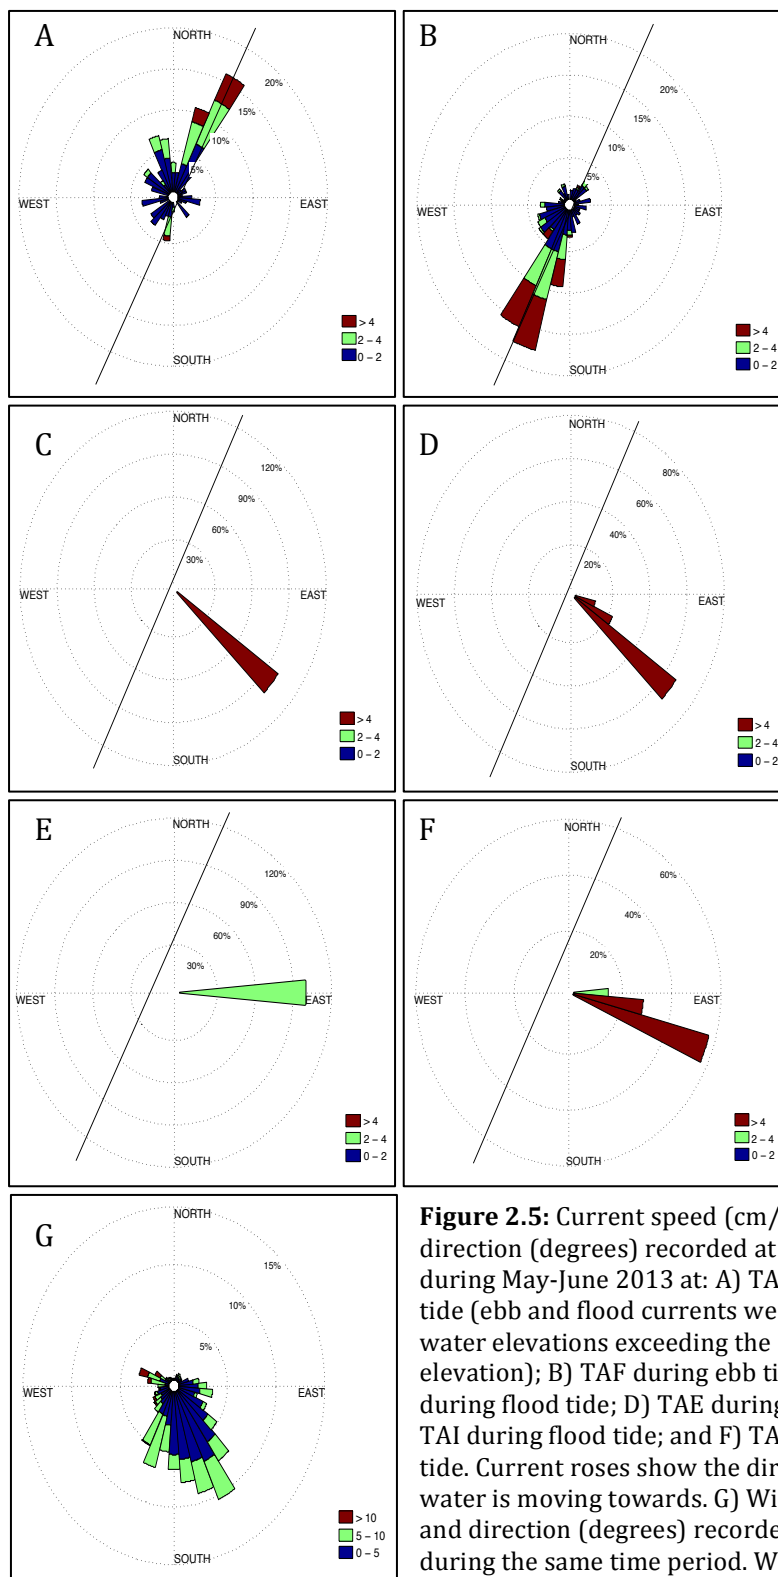 A
NORTH
20%
15%
10%
5%
WEST
EAST
SOUTH
> 4
2 – 4
0 – 2
B
NORTH
20%
15%
10%
5%
WEST
EAST
SOUTH
> 4
2 – 4
0 – 2
C
NORTH
120%
90%
60%
30%
WEST
EAST
SOUTH
> 4
2 – 4
0 – 2
D
NORTH
80%
60%
40%
20%
WEST
EAST
SOUTH
> 4
2 – 4
0 – 2
E
NORTH
120%
90%
60%
30%
WEST
EAST
SOUTH
> 4
2 – 4
0 – 2
F
NORTH
60%
40%
20%
WEST
EAST
SOUTH
> 4
2 – 4
0 – 2
G
NORTH
15%
10%
5%
WEST
EAST
SOUTH
> 10
5 – 10
0 – 5
Figure 2.5: Current speed (cm/
direction (degrees) recorded at
during May-June 2013 at: A) TA
tide (ebb and flood currents we
water elevations exceeding the
elevation); B) TAF during ebb ti
during flood tide; D) TAE during
TAI during flood tide; and F) TA
tide. Current roses show the dir
water is moving towards. G) Wi
and direction (degrees) recorde
during the same time period. W